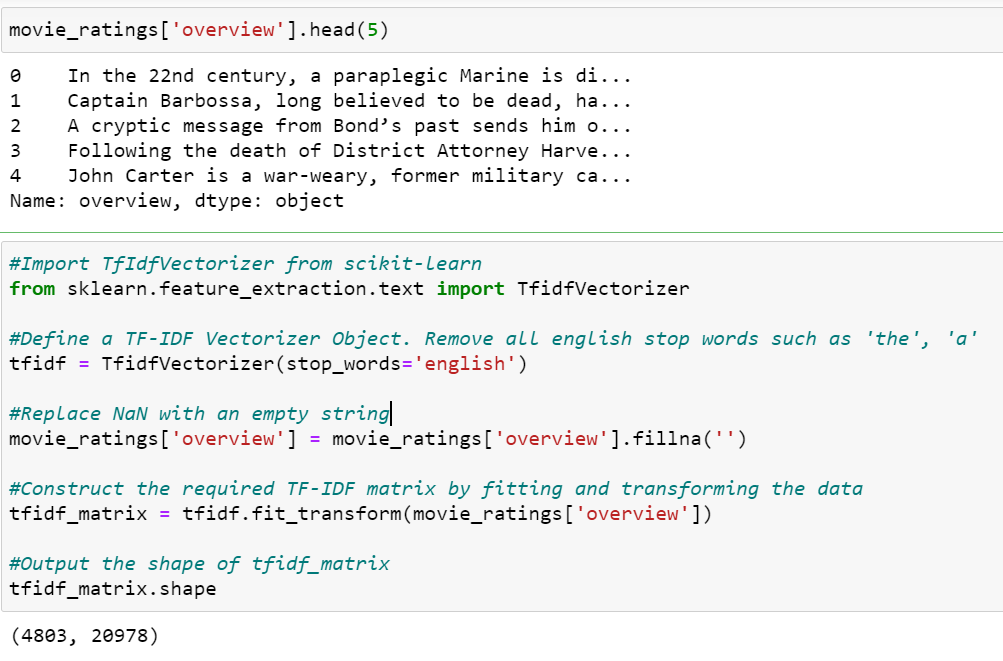 movie_ratings['overview'].head(5)
0    In the 22nd century, a paraplegic Marine is di...
1    Captain Barbossa, long believed to be dead, ha...
2    A cryptic message from Bond’s past sends him o...
3    Following the death of District Attorney Harve...
4    John Carter is a war-weary, former military ca...
Name: overview, dtype: object
#Import TfIdfVectorizer from scikit-learn
from sklearn.feature_extraction.text import TfidfVectorizer
#Define a TF-IDF Vectorizer Object. Remove all english stop words such as 'the', 'a'
tfidf = TfidfVectorizer(stop_words='english')
#Replace NaN with an empty string
movie_ratings['overview'] = movie_ratings['overview'].fillna('')
#Construct the required TF-IDF matrix by fitting and transforming the data
tfidf_matrix = tfidf.fit_transform(movie_ratings['overview'])
#Output the shape of tfidf_matrix
tfidf_matrix.shape
(4803, 20978)